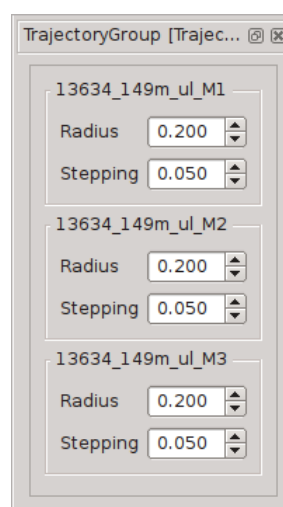 TrajectoryGroup [Trajec...
13634_149m_ul_M1
Radius 0.200
Stepping 0.050
13634_149m_ul_M2
Radius 0.200
Stepping 0.050
13634_149m_ul_M3
Radius 0.200
Stepping 0.050